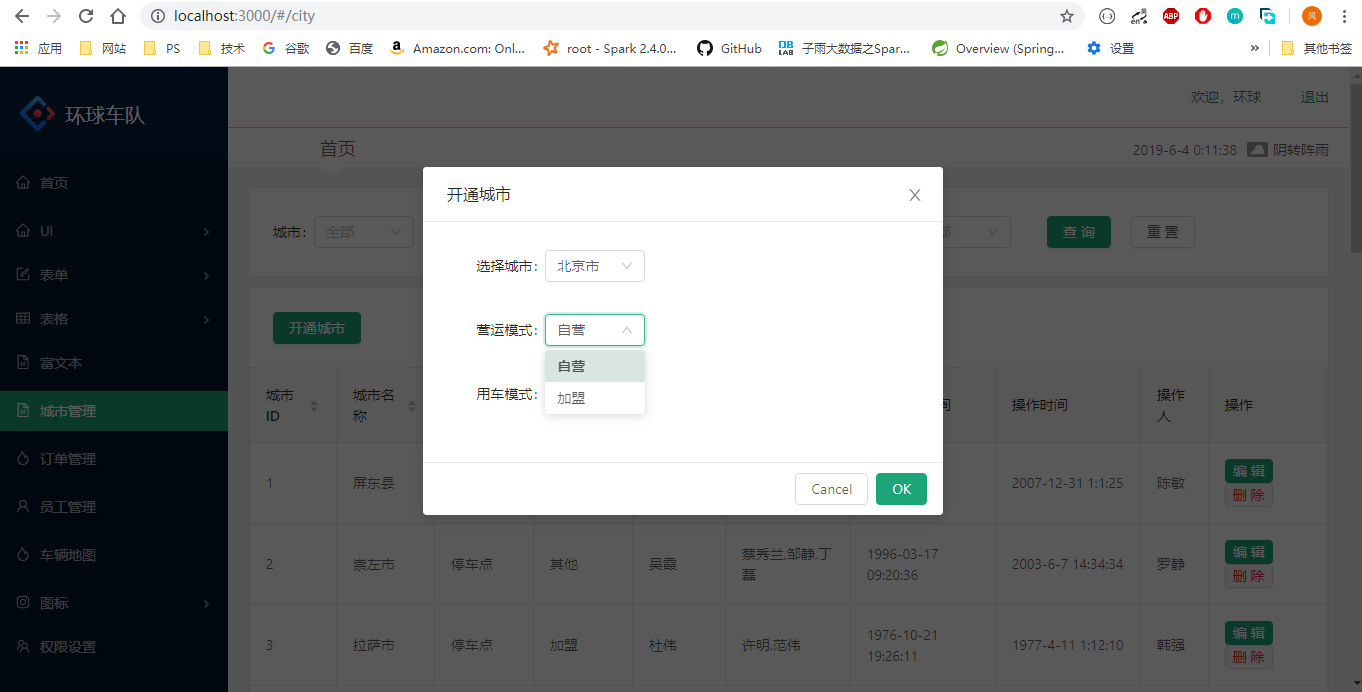 localhost:3000/#/city
应用 网站 PS 技术 谷歌 百度 Amazon.com: Onl... root - Spark 2.4.0... GitHub 子雨大数据之Spar... Overview (Spring... 设置 » 其他书签
环球车队
欢迎，环球 退出
首页
2019-6-4 0:11:38 阴转阵雨
首页
UI
表单
表格
富文本
城市管理
订单管理
员工管理
车辆地图
图标
权限设置
城市: 全部 部 查 询 重 置
开通城市
城市ID 城市名称 间 操作时间 操作人 操作
1 屏东县 2007-12-31 1:1:25 陈敏 编 辑 删 除
2 崇左市 停车点 其他 吴霞 蔡秀兰,邹静,丁磊 1996-03-17 09:20:36 2003-6-7 14:34:34 罗静 编 辑 删 除
3 拉萨市 停车点 加盟 杜伟 许明,范伟 1976-10-21 19:26:11 1977-4-11 1:12:10 韩强 编 辑 删 除
开通城市
选择城市: 北京市
营运模式: 自营
自营
加盟
用车模式:
Cancel OK